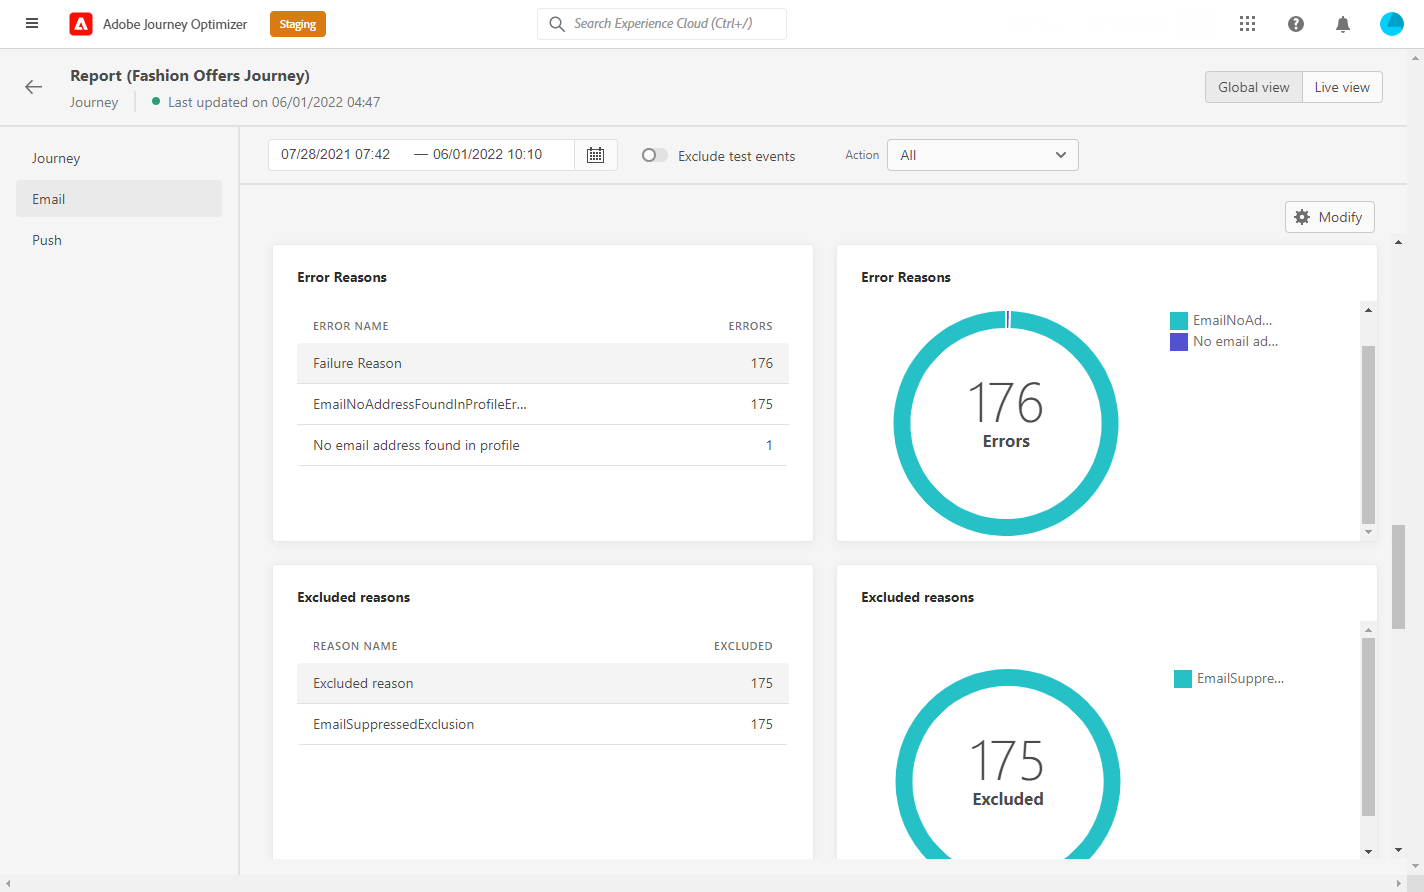 Adobe Journey Optimizer
Staging
Search Experience Cloud (Ctrl+/)
Report (Fashion Offers Journey)
Journey
Last updated on 06/01/2022 04:47
Global view
Live view
Journey
Email
Push
07/28/2021 07:42 — 06/01/2022 10:10
Exclude test events
Action
All
Modify
Error Reasons
ERROR NAME ERRORS
Failure Reason 176
EmailNoAddressFoundInProfileEr... 175
No email address found in profile 1
Error Reasons
176
Errors
EmailNoAd...
No email ad...
Excluded reasons
REASON NAME EXCLUDED
Excluded reason 175
EmailSuppressedExclusion 175
Excluded reasons
175
Excluded
EmailSuppre...